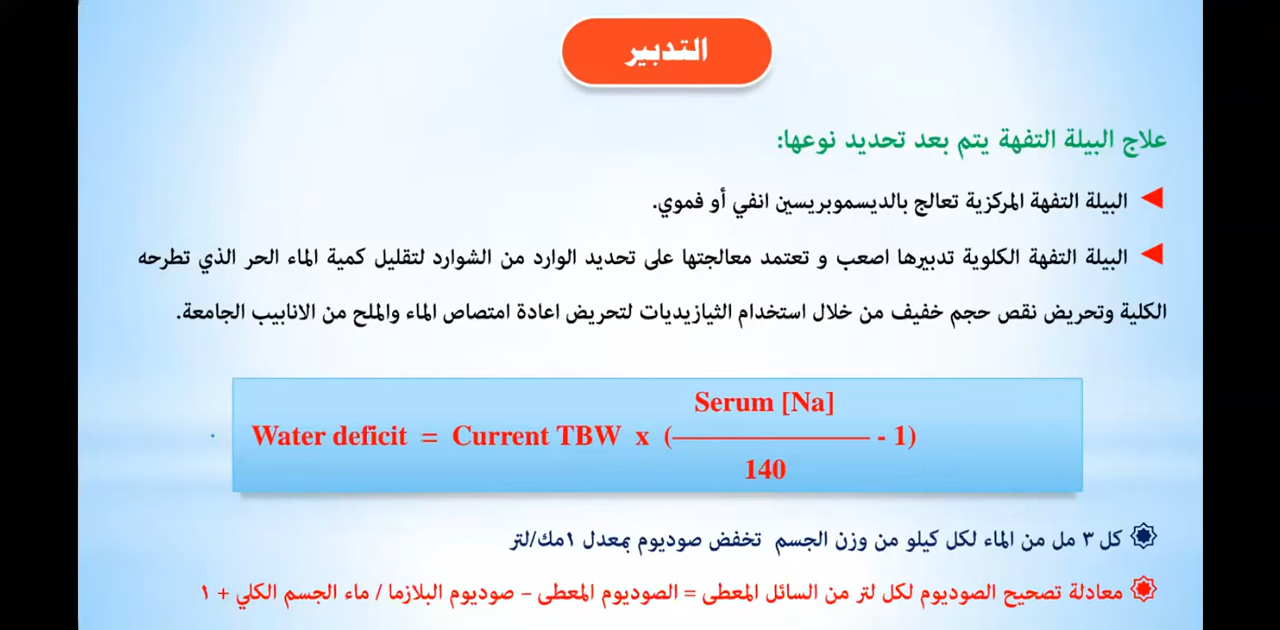 التدبير
علاج البيلة التفهة يتم بعد تحديد نوعها:
البيلة التفهة المركزية تعالج بالديسموبريسين انفي أو فموي.
البيلة التفهة الكلوية تدبيرها اصعب و تعتمد معالجتها على تحديد الوارد من الشوارد لتقليل كمية الماء الحر الذي تطرحه
الكلية وتحريض نقص حجم خفيف من خلال استخدام الثيازيديات لتحريض اعادة امتصاص الماء والملح من الانابيب الجامعة.
Serum [Na]
Water deficit = Current TBW x (———————— - 1)
140
كل ٣ مل من الماء لكل كيلو من وزن الجسم تخفض صوديوم بمعدل ١مك/لتر
معادلة تصحيح الصوديوم لكل لتر من السائل المعطى = الصوديوم المعطى – صوديوم البلازما / ماء الجسم الكلي + ١